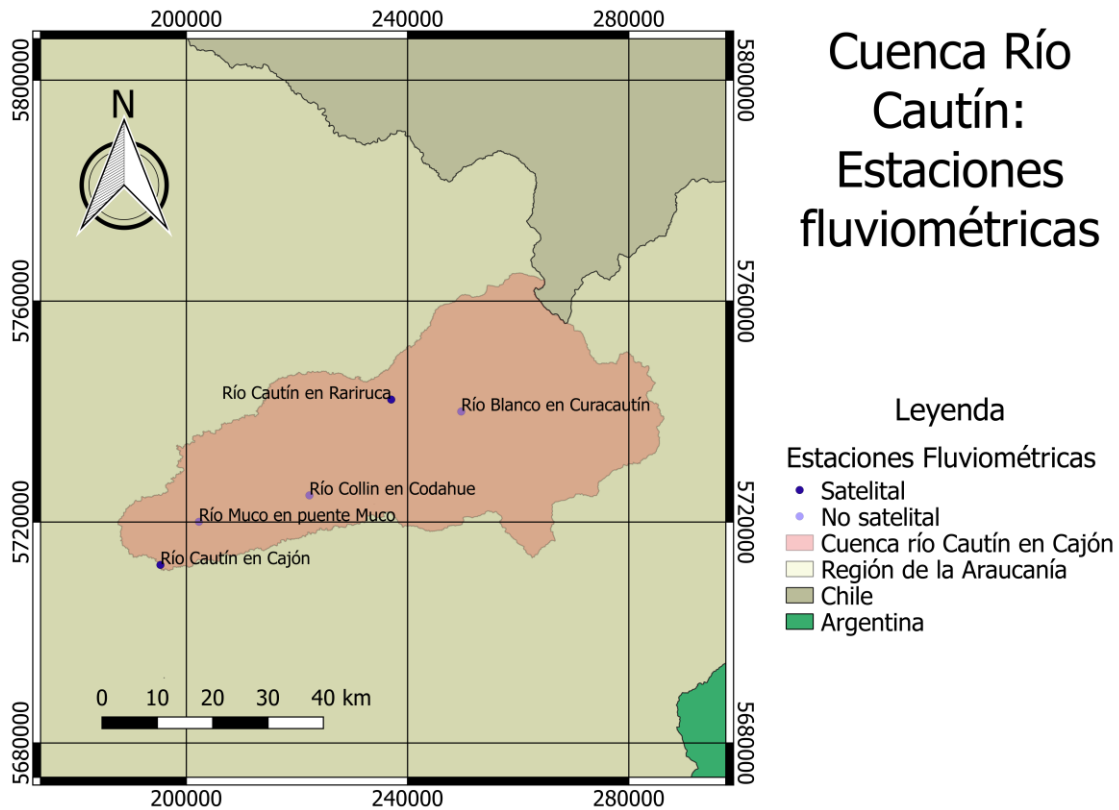 Cuenca Río
Cautín:
Estaciones
fluviométricas
200000 240000 280000
5800000 5800000
N
5760000 5760000
Río Cautín en Rariruca
Río Blanco en Curacautín
Río Collin en Codahue
Río Muco en puente Muco
5720000 5720000
Río Cautín en Cajón
0 10 20 30 40 km
5680000 5680000
200000 240000 280000
Leyenda
Estaciones Fluviométricas
Satelital
No satelital
Cuenca río Cautín en Cajón
Región de la Araucanía
Chile
Argentina